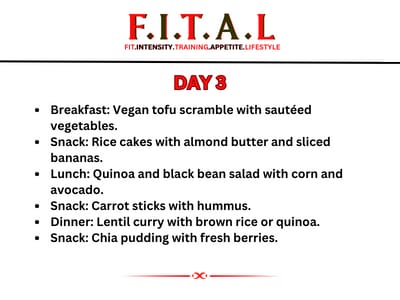 F.I.T.A.L
FIT.INTENSITY.TRAINING.APPETITE.LIFESTYLE
DAY 3
▪ Breakfast: Vegan tofu scramble with sautéed
vegetables.
▪ Snack: Rice cakes with almond butter and sliced
bananas.
▪ Lunch: Quinoa and black bean salad with corn and
avocado.
▪ Snack: Carrot sticks with hummus.
▪ Dinner: Lentil curry with brown rice or quinoa.
▪ Snack: Chia pudding with fresh berries.